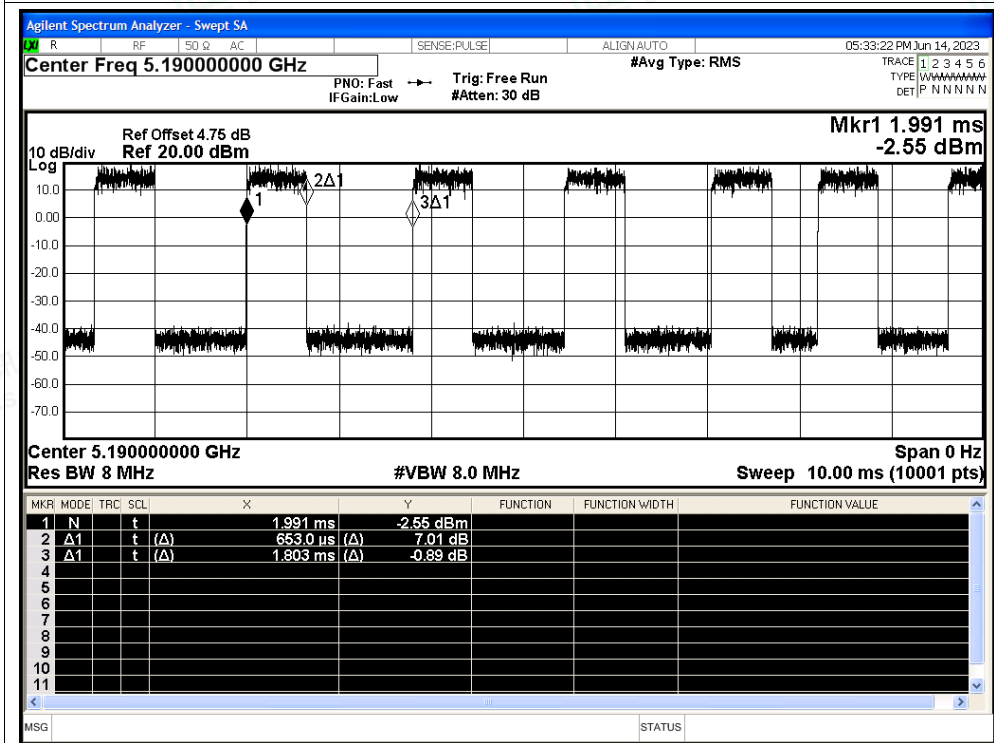 Agilent Spectrum Analyzer - Swept SA
LXI R RF 50 Ω AC SENSE:PULSE ALIGN AUTO 05:33:22 PM Jun 14, 2023
Center Freq 5.190000000 GHz #Avg Type: RMS TRACE 1 2 3 4 5 6
PNO: Fast Trig: Free Run TYPE WWWWWW
IFGain:Low #Atten: 30 dB DET P N N N N N
Mkr1 1.991 ms
-2.55 dBm
Ref Offset 4.75 dB
10 dB/div Ref 20.00 dBm
Log
10.0
0.00
-10.0
-20.0
-30.0
-40.0
-50.0
-60.0
-70.0
1
2Δ1
3Δ1
Center 5.190000000 GHz Span 0 Hz
Res BW 8 MHz #VBW 8.0 MHz Sweep 10.00 ms (10001 pts)
MKR MODE TRC SCL X Y FUNCTION FUNCTION WIDTH FUNCTION VALUE
1 N t 1.991 ms -2.55 dBm
2 Δ1 t (Δ) 653.0 µs (Δ) 7.01 dB
3 Δ1 t (Δ) 1.803 ms (Δ) -0.89 dB
4
5
6
7
8
9
10
11
MSG STATUS